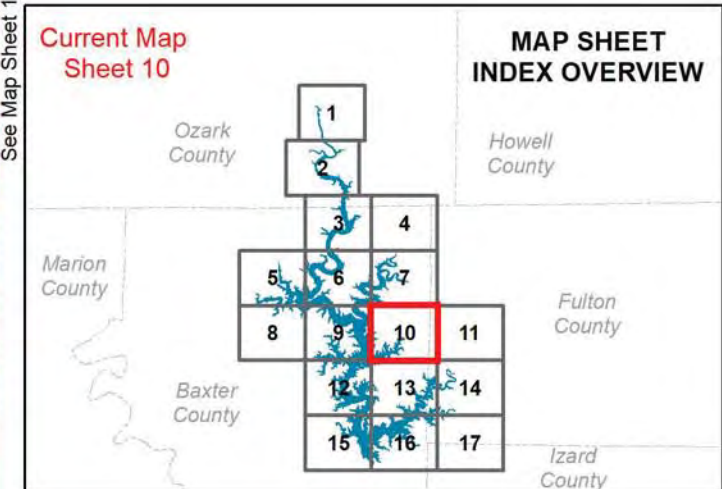 See Map Sheet 1
Current Map
Sheet 10
MAP SHEET
INDEX OVERVIEW
1
Ozark
County
Howell
County
2
3
4
Marion
County
5
6
7
Fulton
County
8
9
10
11
Baxter
County
12
13
14
15
16
17
Izard
County